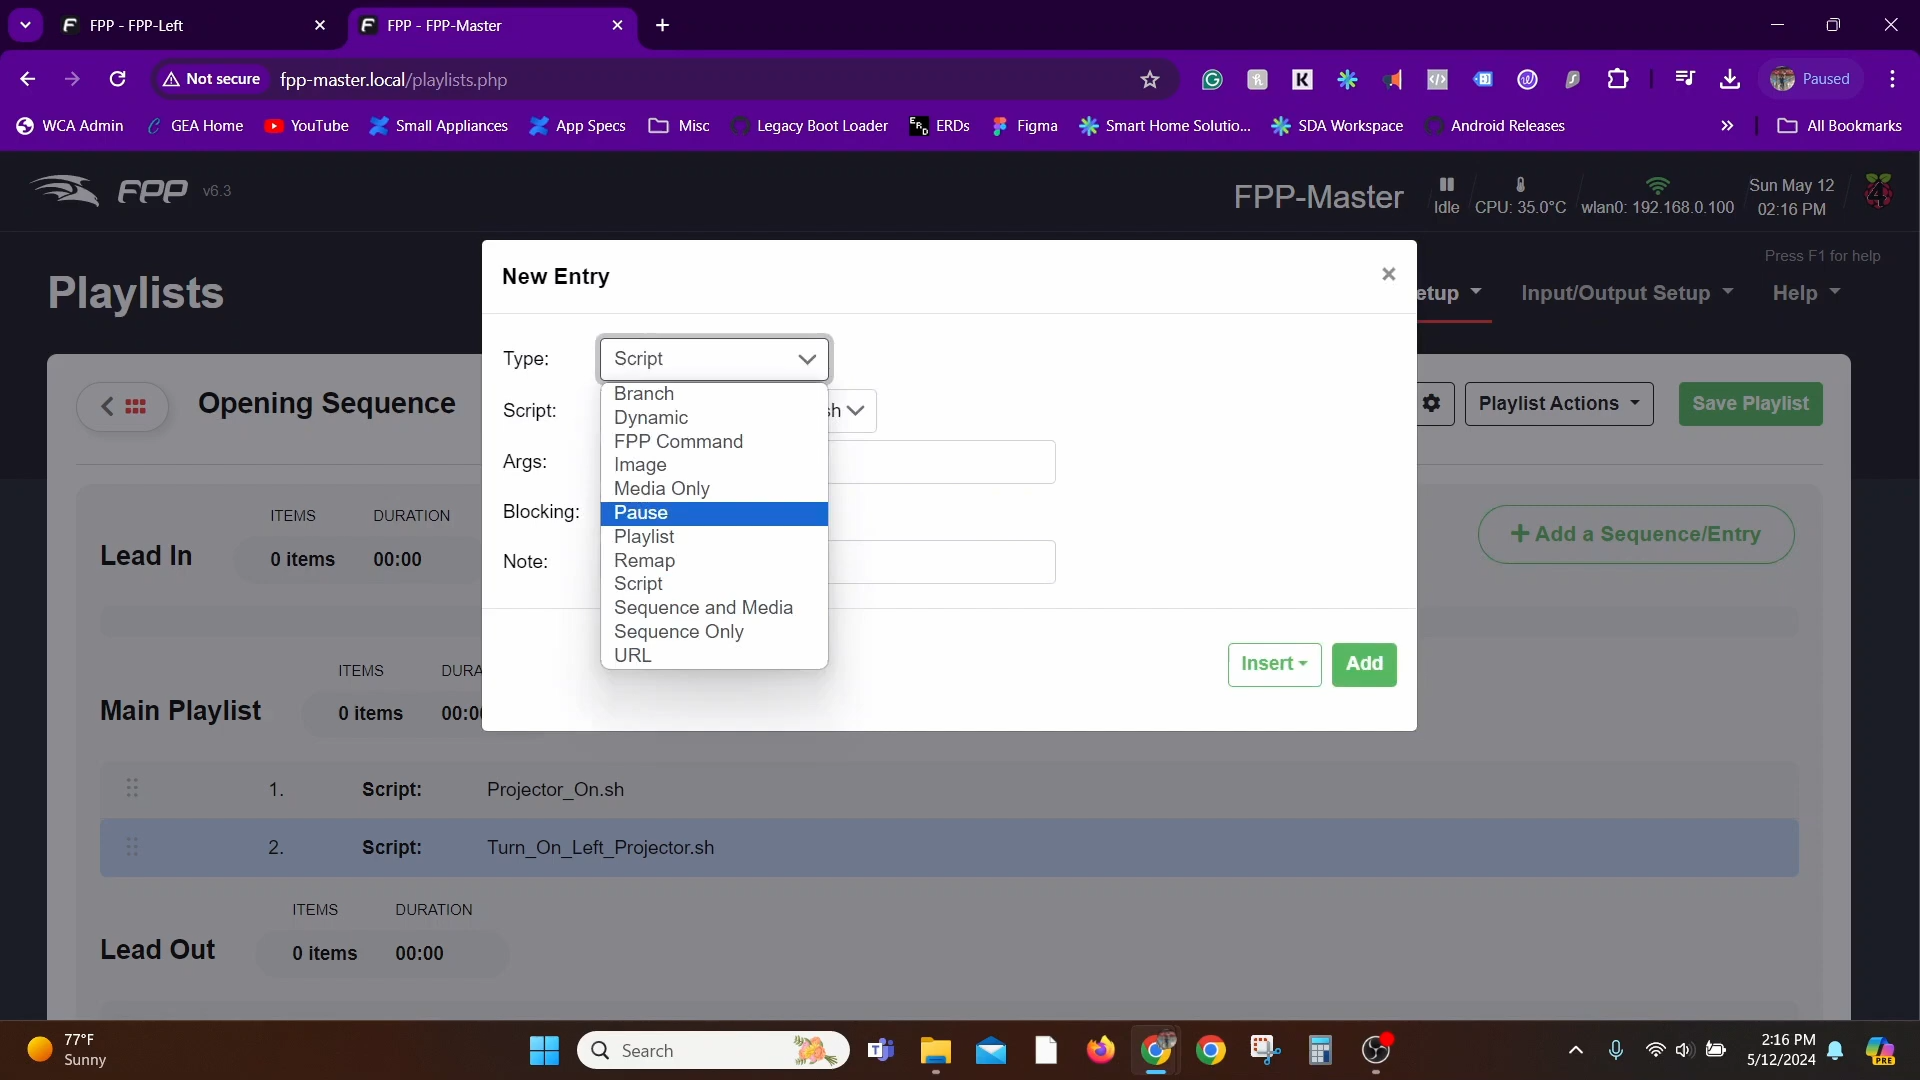 FPP - FPP-Left
FPP - FPP-Master
Not secure
fpp-master.local/playlists.php
Paused
WCA Admin
GEA Home
YouTube
Small Appliances
App Specs
Misc
Legacy Boot Loader
ERDs
Figma
Smart Home Solutio...
SDA Workspace
Android Releases
All Bookmarks
FPP v6.3
FPP-Master
Idle
CPU: 35.0°C
wlan0: 192.168.0.100
Sun May 12
02:16 PM
Press F1 for help
Playlists
etup
Input/Output Setup
Help
New Entry
Type:
Script
Branch
Dynamic
FPP Command
Image
Media Only
Pause
Playlist
Remap
Script
Sequence and Media
Sequence Only
URL
Script:
sh
Args:
Blocking:
Note:
Insert
Add
Opening Sequence
Playlist Actions
Save Playlist
ITEMS DURATION
Lead In 0 items 00:00
Add a Sequence/Entry
ITEMS DURA
Main Playlist 0 items 00:0
1. Script: Projector_On.sh
2. Script: Turn_On_Left_Projector.sh
ITEMS DURATION
Lead Out 0 items 00:00
77°F
Sunny
Search
2:16 PM
5/12/2024
PRE